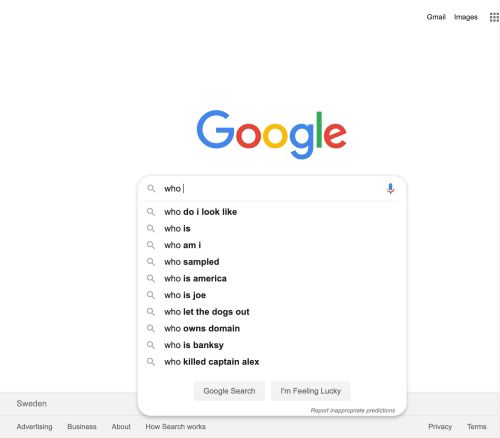 Gmail Images
Google
who
who do i look like
who is
who am i
who sampled
who is america
who is joe
who let the dogs out
who owns domain
who is banksy
who killed captain alex
Google Search I'm Feeling Lucky
Report inappropriate predictions
Sweden
Advertising Business About How Search works Privacy Terms